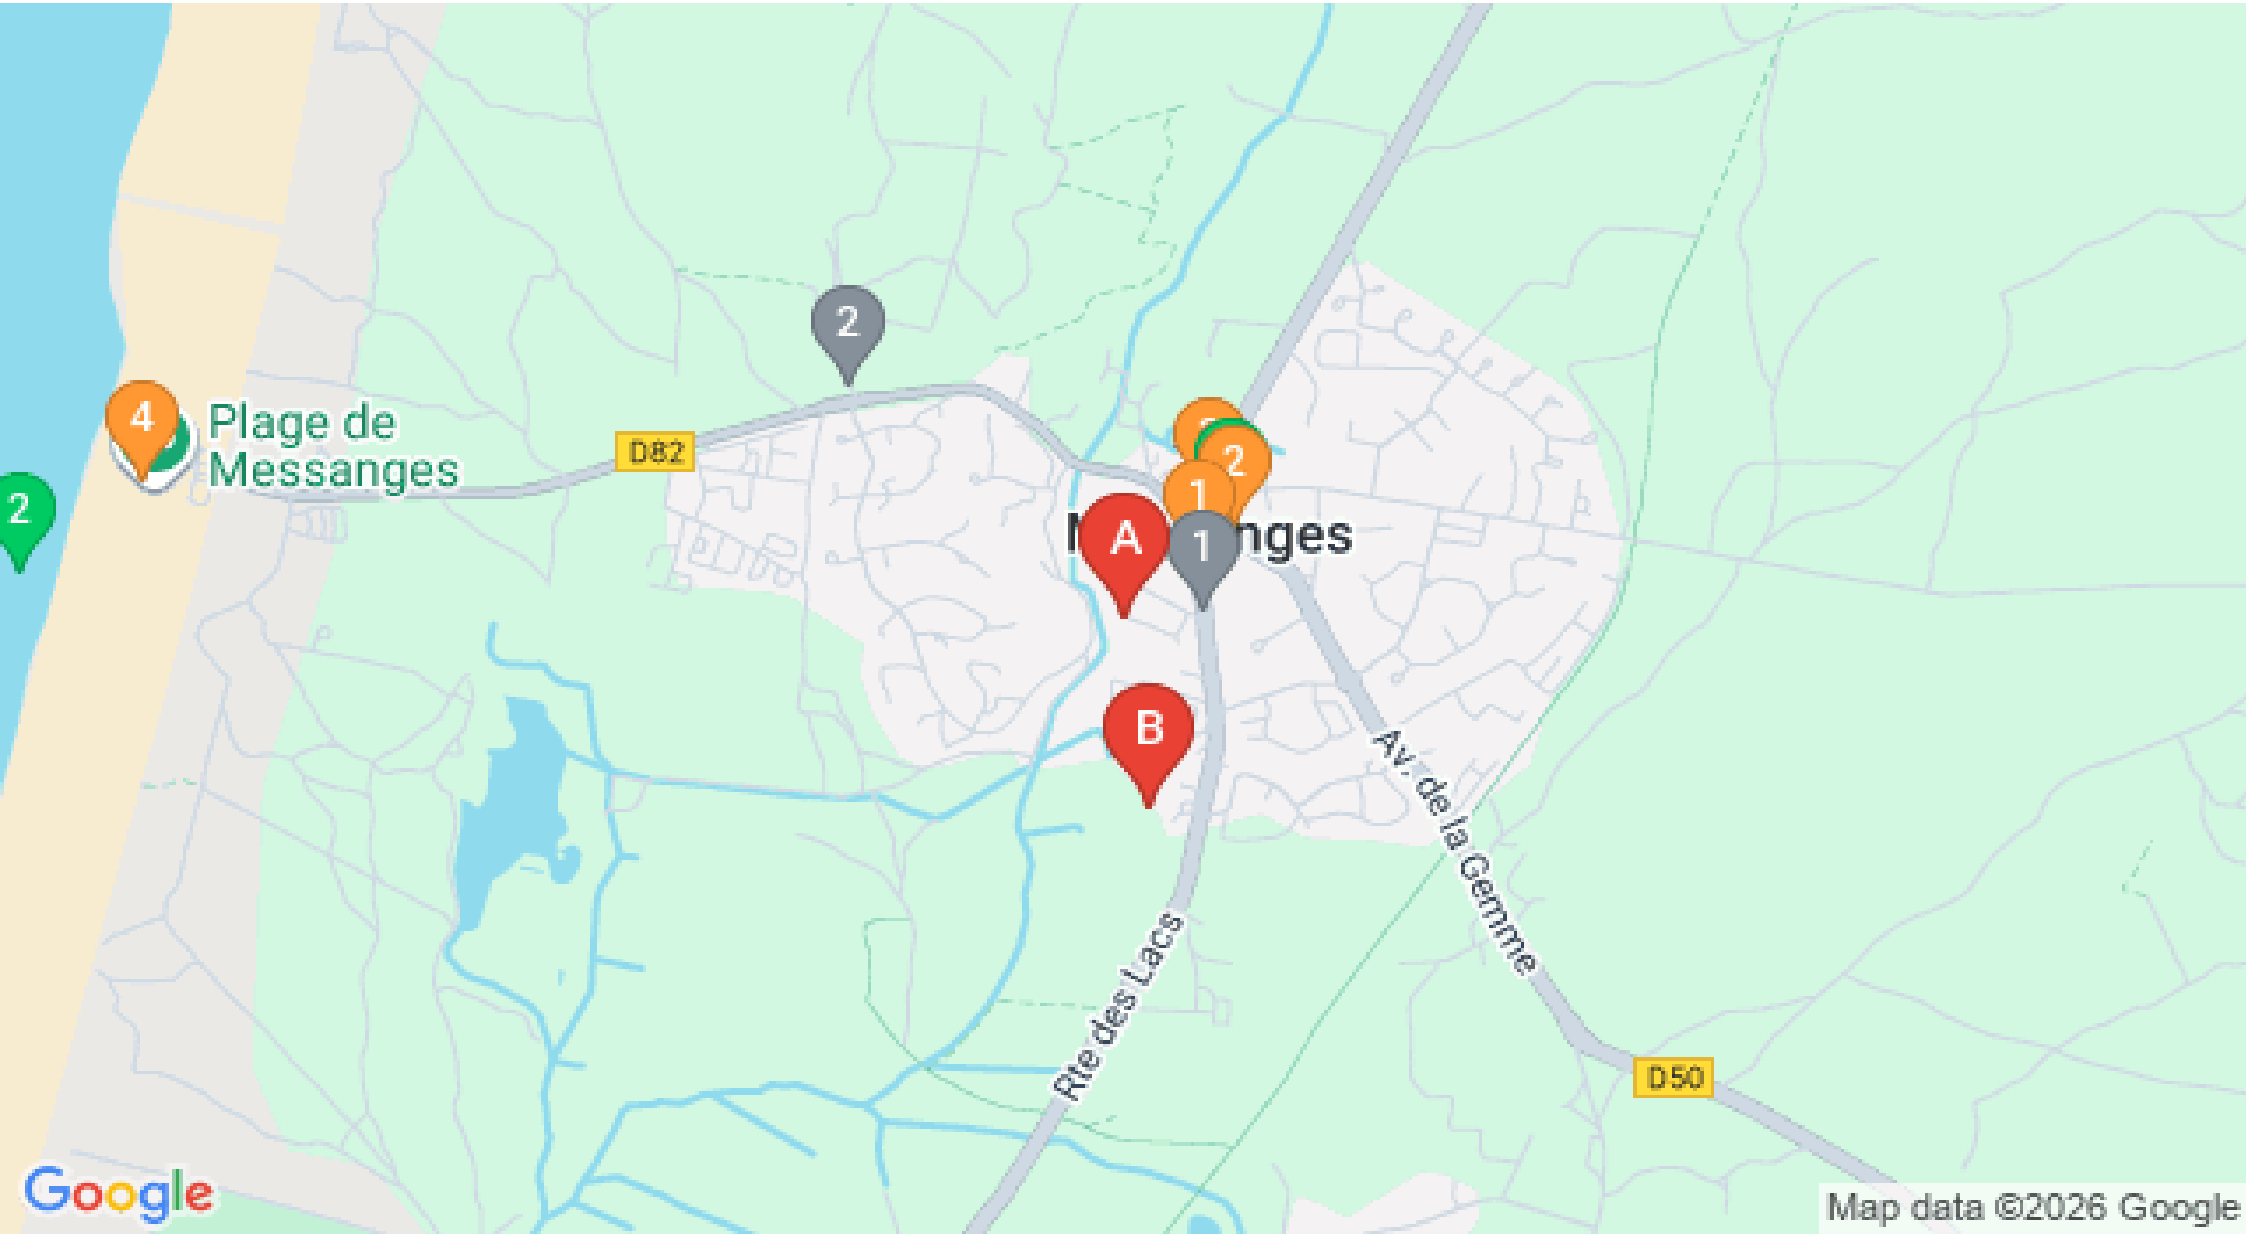 2
4
Plage de
Messanges
D82
2
1
2
A
1
nges
B
Av. de la Gemme
Rte des Lacs
D50
Google
Map data ©2026 Google